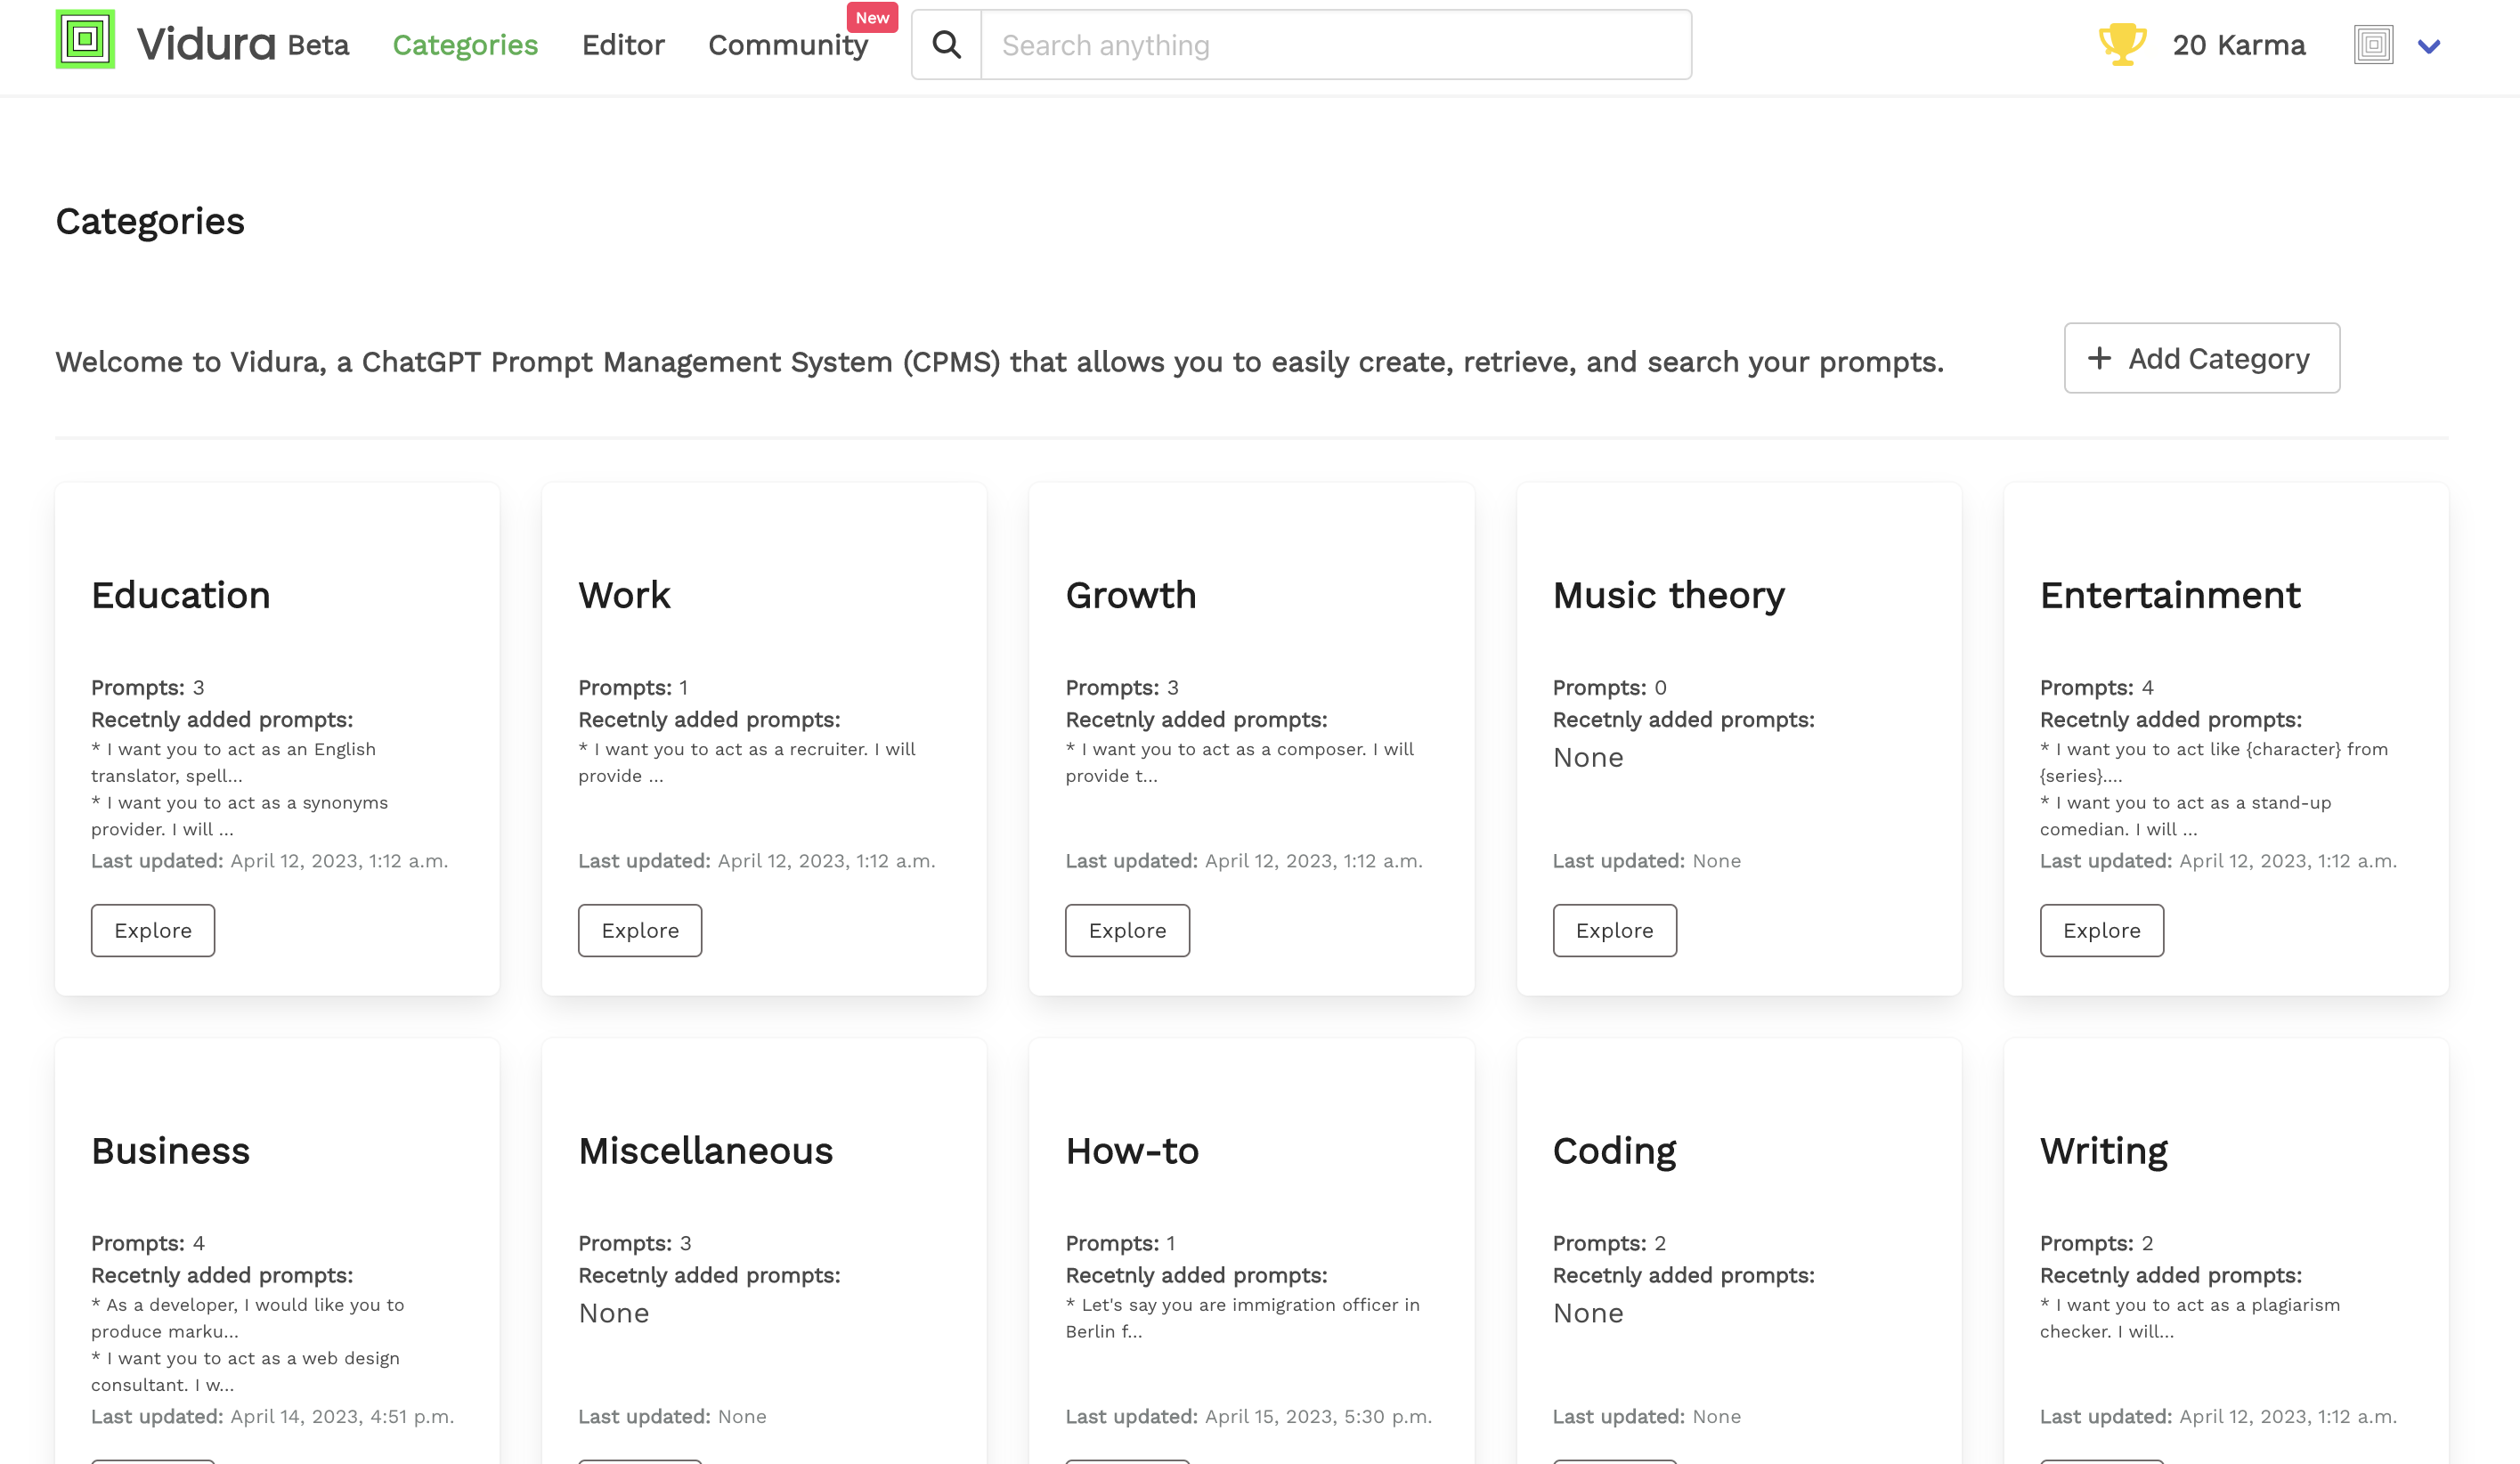 Vidura Beta Categories Editor Community New Search anything 20 Karma
Categories
Welcome to Vidura, a ChatGPT Prompt Management System (CPMS) that allows you to easily create, retrieve, and search your prompts.
+ Add Category
Education
Prompts: 3
Recetnly added prompts:
* I want you to act as an English
translator, spell...
* I want you to act as a synonyms
provider. I will ...
Last updated: April 12, 2023, 1:12 a.m.
Explore
Work
Prompts: 1
Recetnly added prompts:
* I want you to act as a recruiter. I will
provide ...
Last updated: April 12, 2023, 1:12 a.m.
Explore
Growth
Prompts: 3
Recetnly added prompts:
* I want you to act as a composer. I will
provide t...
Last updated: April 12, 2023, 1:12 a.m.
Explore
Music theory
Prompts: 0
Recetnly added prompts:
None
Last updated: None
Explore
Entertainment
Prompts: 4
Recetnly added prompts:
* I want you to act like {character} from
{series}....
* I want you to act as a stand-up
comedian. I will ...
Last updated: April 12, 2023, 1:12 a.m.
Explore
Business
Prompts: 4
Recetnly added prompts:
* As a developer, I would like you to
produce marku...
* I want you to act as a web design
consultant. I w...
Last updated: April 14, 2023, 4:51 p.m.
Miscellaneous
Prompts: 3
Recetnly added prompts:
None
Last updated: None
How-to
Prompts: 1
Recetnly added prompts:
* Let's say you are immigration officer in
Berlin f...
Last updated: April 15, 2023, 5:30 p.m.
Coding
Prompts: 2
Recetnly added prompts:
None
Last updated: None
Writing
Prompts: 2
Recetnly added prompts:
* I want you to act as a plagiarism
checker. I will...
Last updated: April 12, 2023, 1:12 a.m.